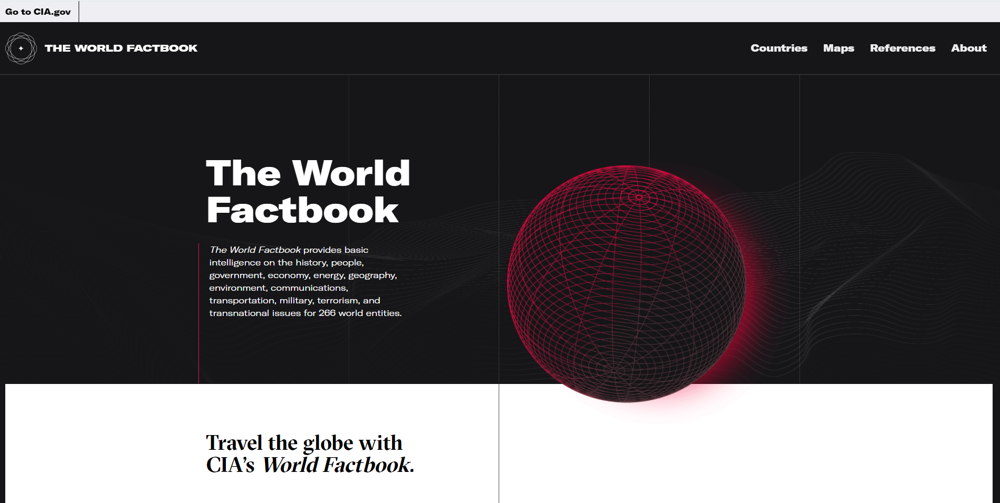 Go to CIA.gov
THE WORLD FACTBOOK
Countries Maps References About
The World
Factbook
The World Factbook provides basic
intelligence on the history, people,
government, economy, energy, geography,
environment, communications,
transportation, military, terrorism, and
transnational issues for 266 world entities.
Travel the globe with
CIA’s World Factbook.